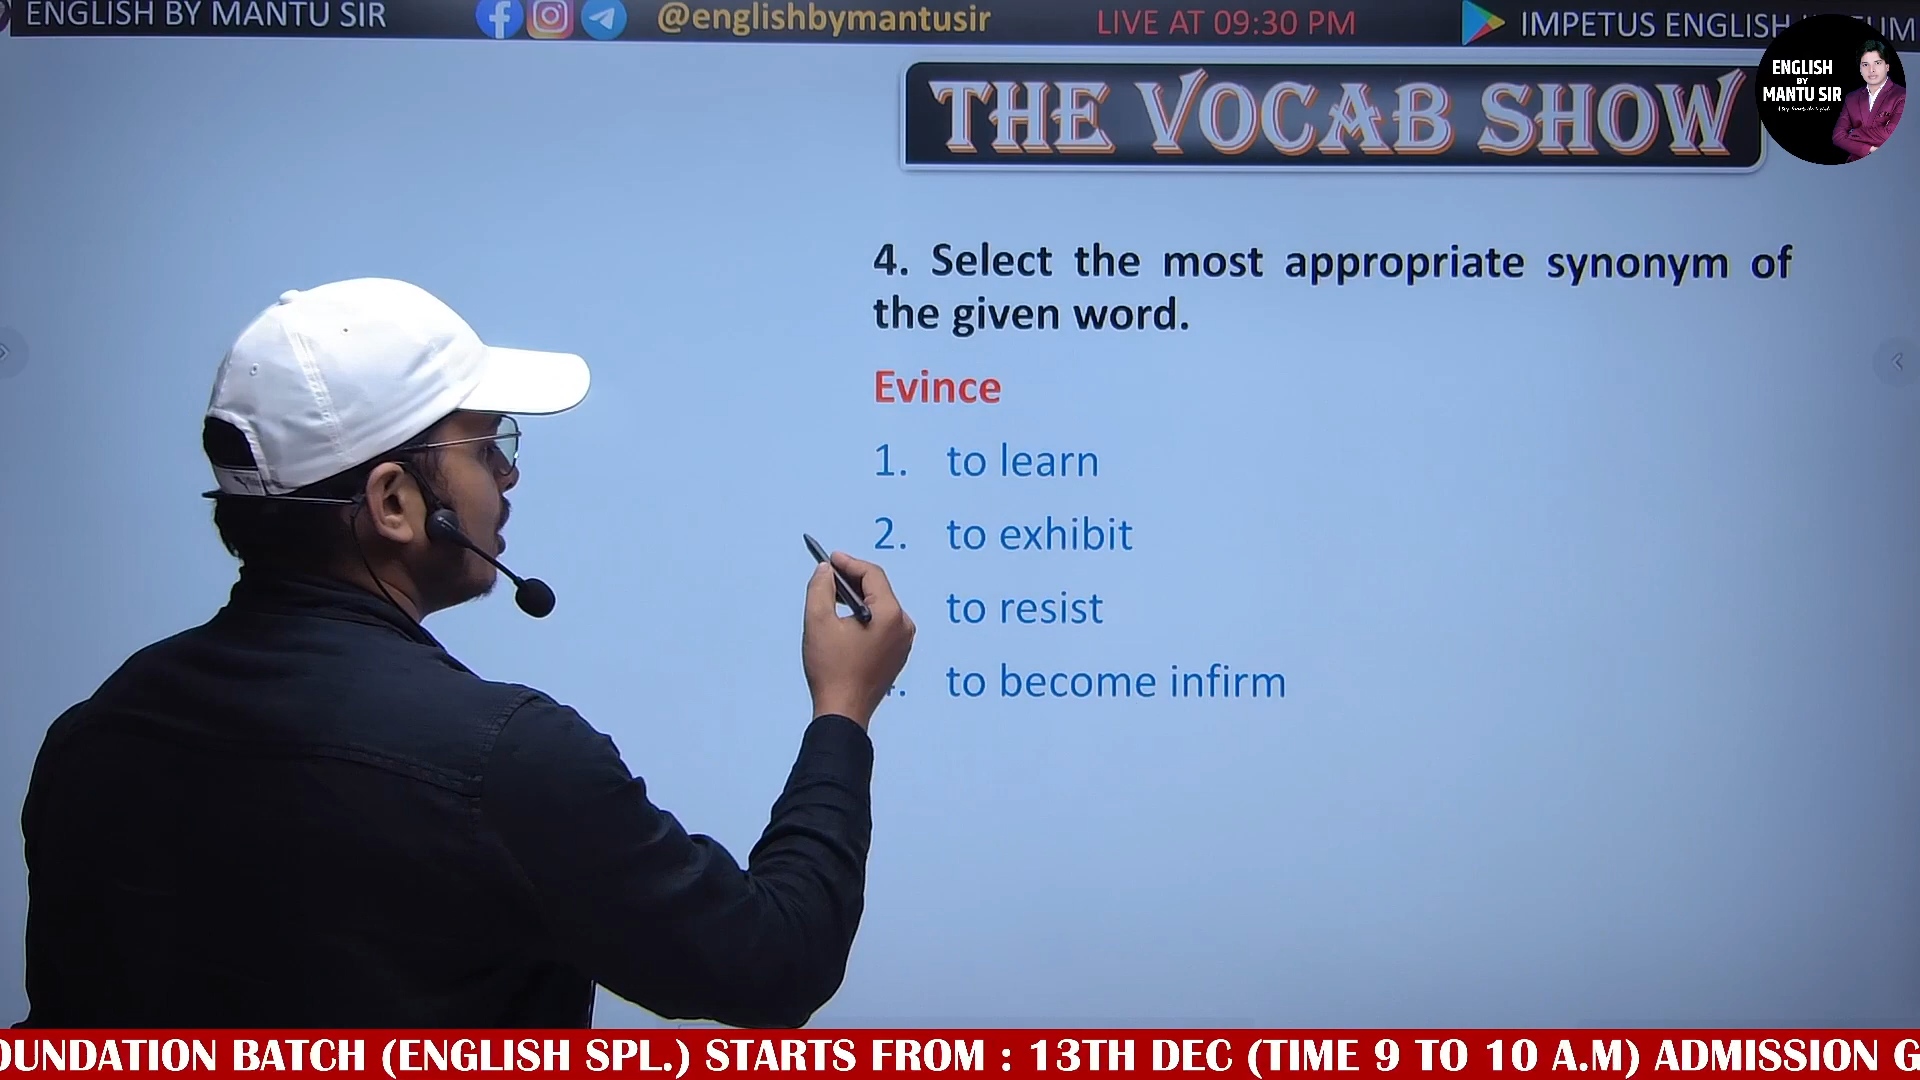 ENGLISH BY MANTU SIR
@englishbymantusir
LIVE AT 09:30 PM
IMPETUS ENGLISH
ENGLISH
BY
MANTU SIR
THE VOCAB SHOW
4. Select the most appropriate synonym of
the given word.
Evince
1. to learn
2. to exhibit
to resist
to become infirm
OUNDATION BATCH (ENGLISH SPL.) STARTS FROM : 13TH DEC (TIME 9 TO 10 A.M) ADMISSION G